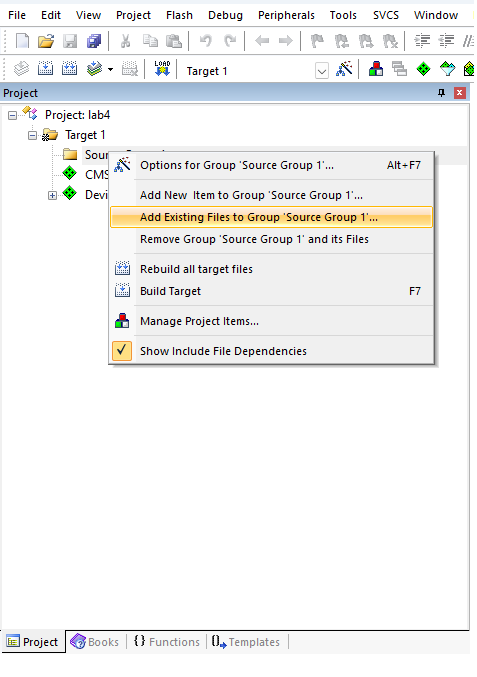 File Edit View Project Flash Debug Peripherals Tools SVCS Window
LOAD Target 1
Project
Project: lab4
Target 1
Options for Group 'Source Group 1'... Alt+F7
CMS
Add New Item to Group 'Source Group 1'...
Devi
Add Existing Files to Group 'Source Group 1'...
Remove Group 'Source Group 1' and its Files
Rebuild all target files
Build Target F7
Manage Project Items...
Show Include File Dependencies
Project Books {} Functions 0 Templates